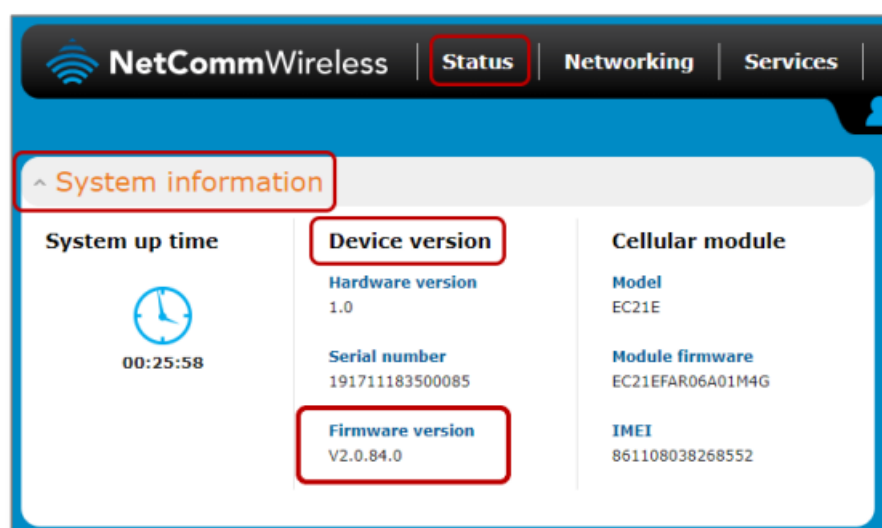 NetCommWireless Status Networking Services
System information
System up time
00:25:58
Device version
Hardware version
1.0
Serial number
191711183500085
Firmware version
V2.0.84.0
Cellular module
Model
EC21E
Module firmware
EC21EFAR06A01M4G
IMEI
861108038268552